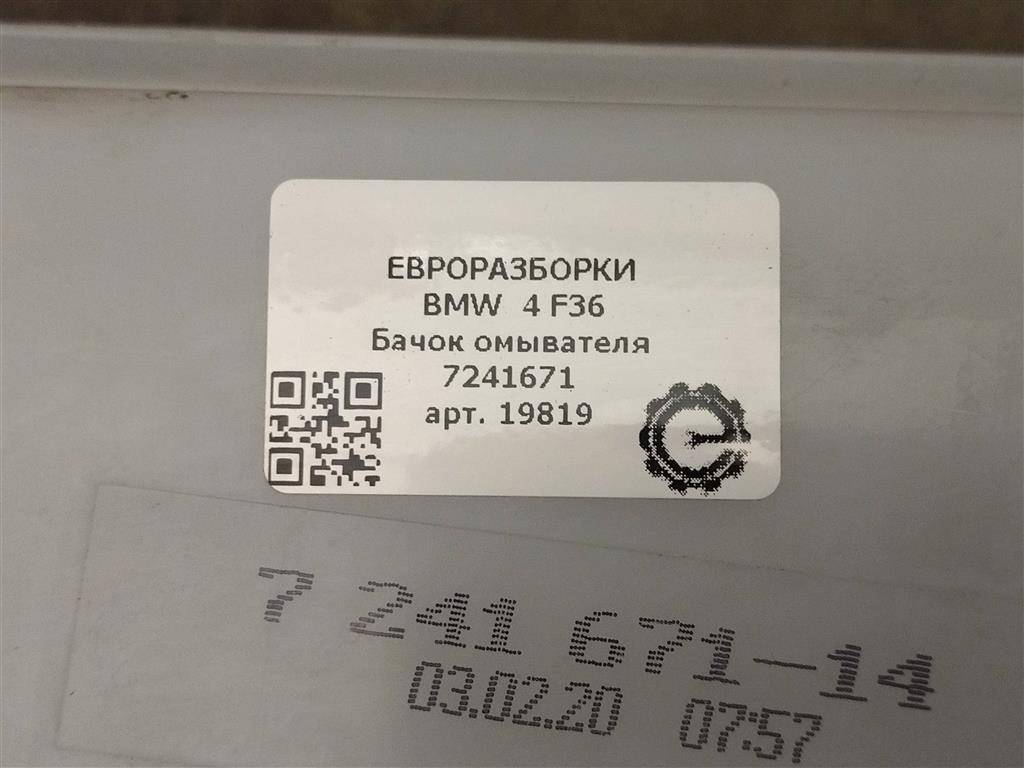 ЕВРОРАЗБОРКИ
BMW 4 F36
Бачок омывателя
7241671
арт. 19819
7 241 671-14
03.02.20 07:57